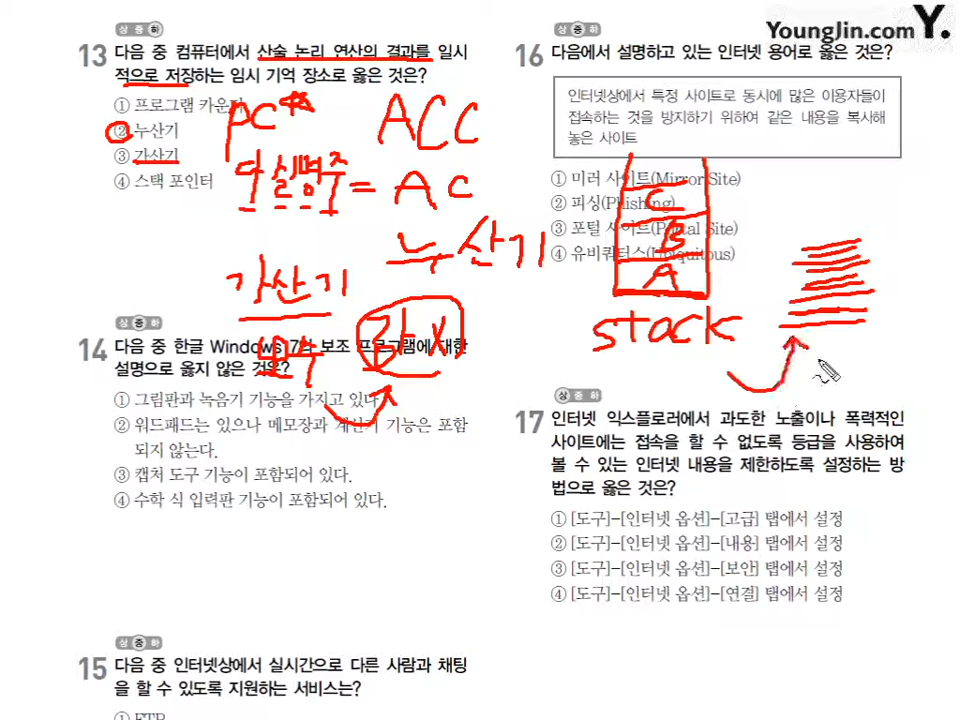 YoungJin.com Y.
상 중 하
13 다음 중 컴퓨터에서 산술 논리 연산의 결과를 일시
적으로 저장하는 임시 기억 장소로 옳은 것은?
① 프로그램 카운터
② 누산기
③ 가산기
④ 스택 포인터
PC
ACC
= AC
누산기
가산기
상 중 하
14 다음 중 한글 Windows 7의 보조 프로그램에 대한
설명으로 옳지 않은 것은?
① 그림판과 녹음기 기능을 가지고 있다.
② 워드패드는 있으나 메모장과 계산기 기능은 포함
되지 않는다.
③ 캡처 도구 기능이 포함되어 있다.
④ 수학 식 입력판 기능이 포함되어 있다.
상 중 하
15 다음 중 인터넷상에서 실시간으로 다른 사람과 채팅
을 할 수 있도록 지원하는 서비스는?
① FTP
상 중 하
16 다음에서 설명하고 있는 인터넷 용어로 옳은 것은?
인터넷상에서 특정 사이트로 동시에 많은 이용자들이
접속하는 것을 방지하기 위하여 같은 내용을 복사해
놓은 사이트
① 미러 사이트(Mirror Site)
② 피싱(Phishing)
③ 포털 사이트(Portal Site)
④ 유비쿼터스(Ubiquitous)
C
B
A
stack
상 중 하
17 인터넷 익스플로러에서 과도한 노출이나 폭력적인
사이트에는 접속을 할 수 없도록 등급을 사용하여
볼 수 있는 인터넷 내용을 제한하도록 설정하는 방
법으로 옳은 것은?
① [도구]-[인터넷 옵션]-[고급] 탭에서 설정
② [도구]-[인터넷 옵션]-[내용] 탭에서 설정
③ [도구]-[인터넷 옵션]-[보안] 탭에서 설정
④ [도구]-[인터넷 옵션]-[연결] 탭에서 설정